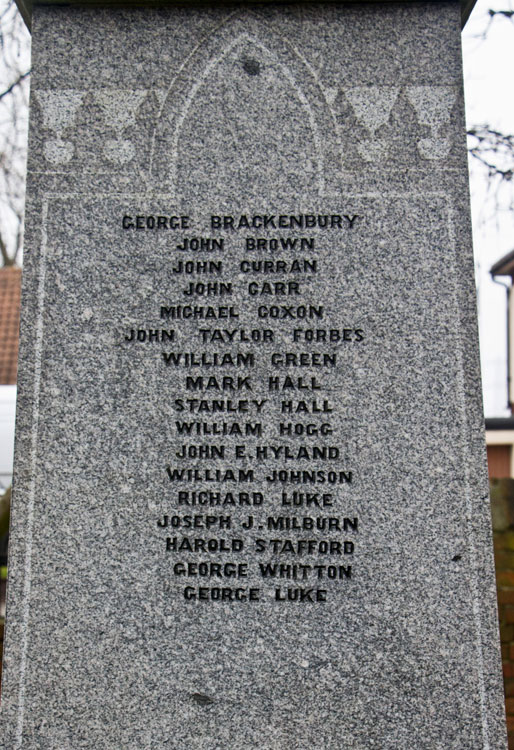 GEORGE BRACKENBURY
JOHN BROWN
JOHN CURRAN
JOHN CARR
MICHAEL COXON
JOHN TAYLOR FORBES
WILLIAM GREEN
MARK HALL
STANLEY HALL
WILLIAM HOGG
JOHN E. HYLAND
WILLIAM JOHNSON
RICHARD LUKE
JOSEPH J. MILBURN
HAROLD STAFFORD
GEORGE WHITTON
GEORGE LUKE